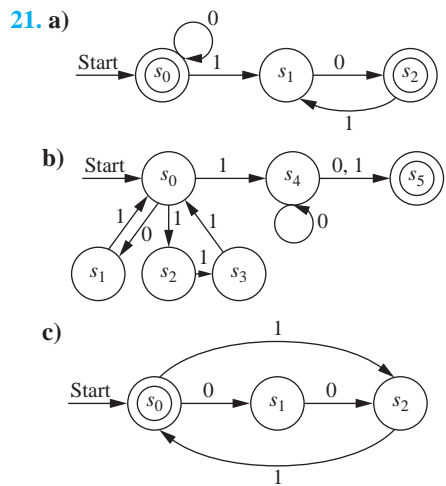 21. a)
0
Start s₀ 1 s₁ 0 s₂
1
b)
Start s₀ 1 s₄ 0, 1 s₅
1 0 1 1 0
s₁ s₂ 1 s₃
c)
1
Start s₀ 0 s₁ 0 s₂
1